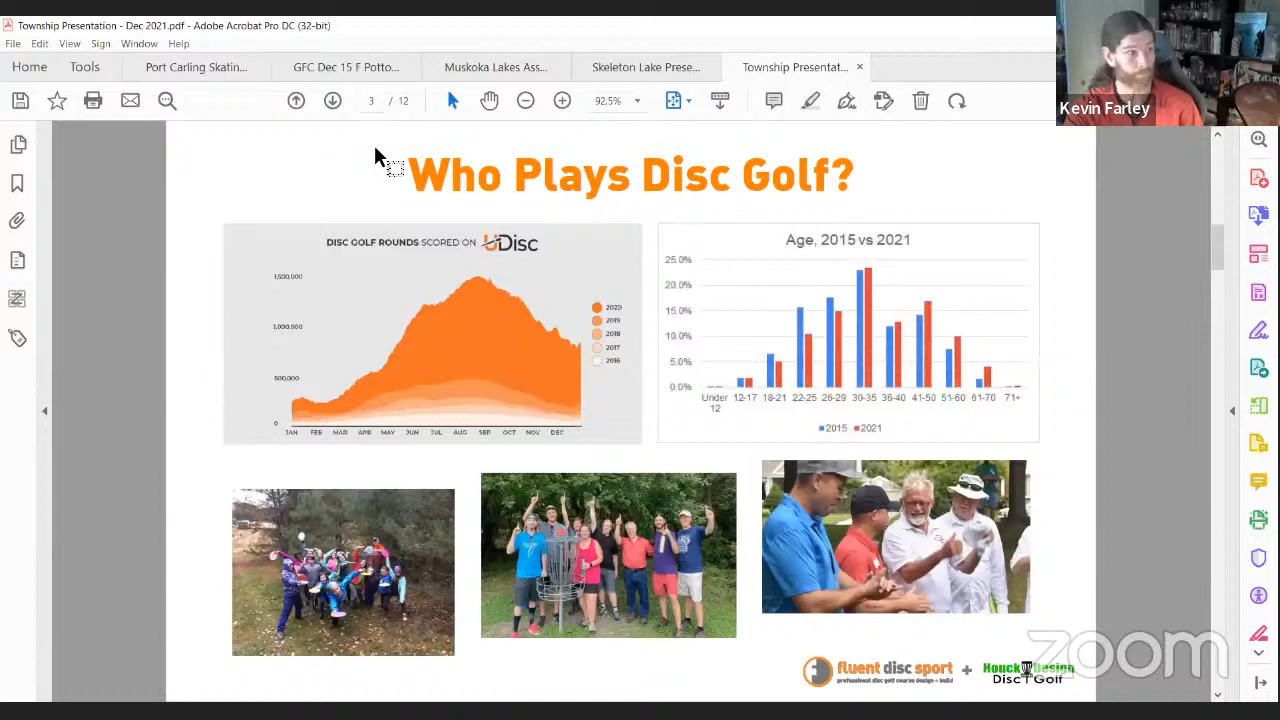 Township Presentation - Dec 2021.pdf - Adobe Acrobat Pro DC (32-bit)
File Edit View Sign Window Help
Home Tools Port Carling Skatin... GFC Dec 15 F Potto... Muskoka Lakes Ass... Skeleton Lake Prese... Township Presentat... ×
3 / 12 92.5%
Kevin Farley
Who Plays Disc Golf?
DISC GOLF ROUNDS SCORED ON UDisc
1,500,000
1,000,000
500,000
0
JAN FEB MAR APR MAY JUN JUL AUG SEP OCT NOV DEC
2020
2019
2018
2017
2016
Age, 2015 vs 2021
25.0%
20.0%
15.0%
10.0%
5.0%
0.0%
Under 12-17 18-21 22-25 26-29 30-35 36-40 41-50 51-60 61-70 71+
12
2015 2021
fluent disc sport + Houck Design
professional disc golf course design + build Disc Golf
zoom